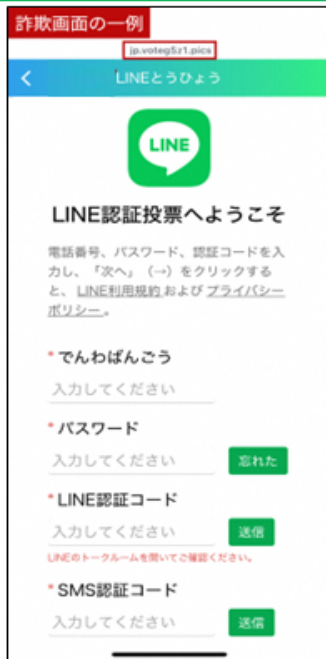 詐欺画面の一例
jp.voteg5z1.pics
LINEとうひょう
LINE
LINE認証投票へようこそ
電話番号、パスワード、認証コードを入
力し、「次へ」（→）をクリックする
と、LINE利用規約 および プライバシー
ポリシー 。
*でんわばんごう
入力してください
*パスワード
入力してください
忘れた
*LINE認証コード
入力してください
送信
LINEのトークルームを開いてご確認ください。
*SMS認証コード
入力してください
送信